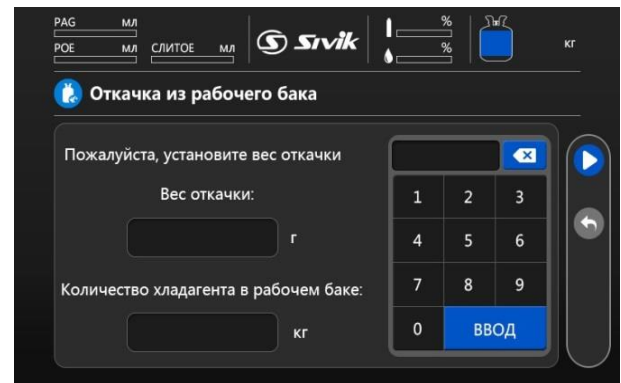 PAG мл
POE мл СЛИТОЕ мл
Sivik
%
%
кг
Откачка из рабочего бака
Пожалуйста, установите вес откачки
Вес откачки:
г
Количество хладагента в рабочем баке:
кг
1 2 3
4 5 6
7 8 9
0 ВВОД